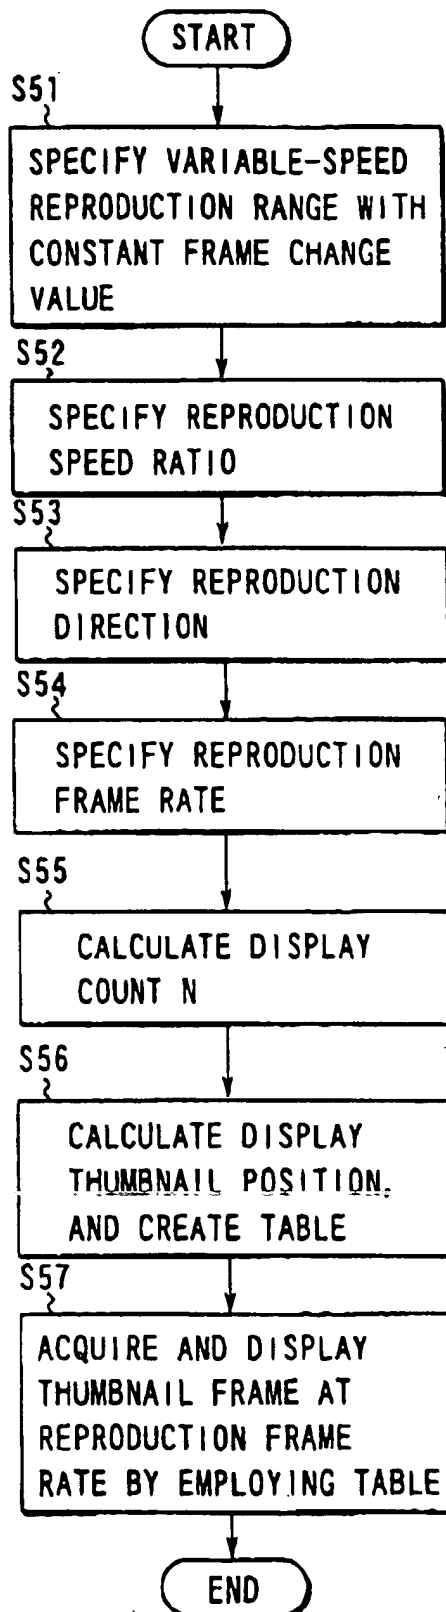 START
S51
SPECIFY VARIABLE-SPEED
REPRODUCTION RANGE WITH
CONSTANT FRAME CHANGE
VALUE
S52
SPECIFY REPRODUCTION
SPEED RATIO
S53
SPECIFY REPRODUCTION
DIRECTION
S54
SPECIFY REPRODUCTION
FRAME RATE
S55
CALCULATE DISPLAY
COUNT N
S56
CALCULATE DISPLAY
THUMBNAIL POSITION,
AND CREATE TABLE
S57
ACQUIRE AND DISPLAY
THUMBNAIL FRAME AT
REPRODUCTION FRAME
RATE BY EMPLOYING TABLE
END